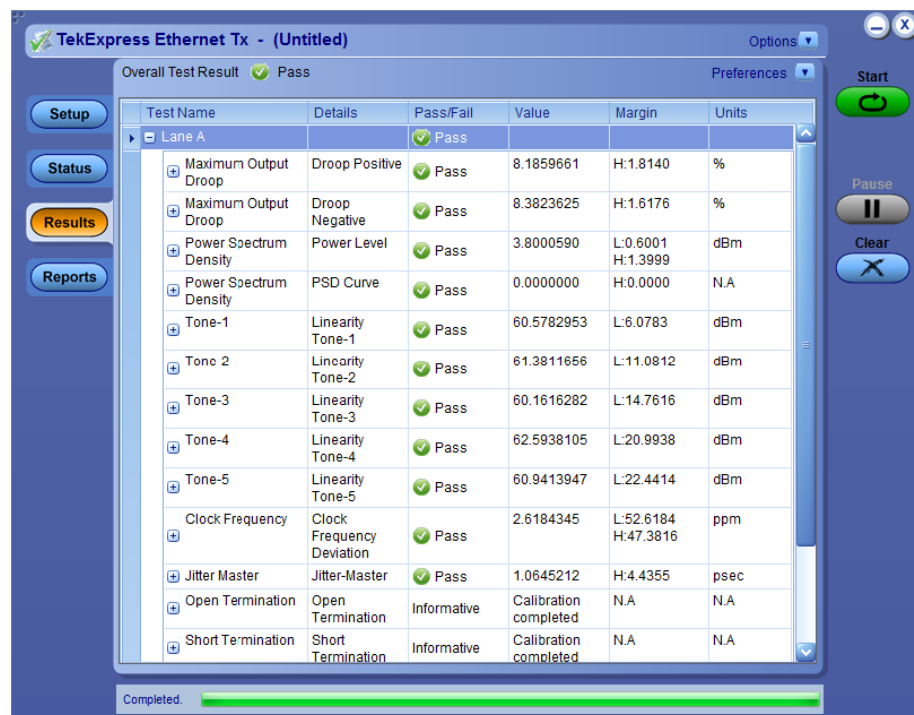 TekExpress Ethernet Tx - (Untitled)
Options
X
Overall Test Result Pass
Preferences
Start
Pause
Clear
Setup
Status
Results
Reports
Test Name Details Pass/Fail Value Margin Units
Lane A Pass
Maximum Output Droop Droop Positive Pass 8.1859661 H:1.8140 %
Maximum Output Droop Droop Negative Pass 8.3823625 H:1.6176 %
Power Spectrum Density Power Level Pass 3.8000590 L:0.6001 H:1.3999 dBm
Power Spectrum Density PSD Curve Pass 0.0000000 H:0.0000 N.A
Tone-1 Linearity Tone-1 Pass 60.5782953 L:6.0783 dBm
Tone-2 Linearity Tone-2 Pass 61.3811656 L:11.0812 dBm
Tone-3 Linearity Tone-3 Pass 60.1616282 L:14.7616 dBm
Tone-4 Linearity Tone-4 Pass 62.5938105 L:20.9938 dBm
Tone-5 Linearity Tone-5 Pass 60.9413947 L:22.4414 dBm
Clock Frequency Clock Frequency Deviation Pass 2.6184345 L:52.6184 H:47.3816 ppm
Jitter Master Jitter-Master Pass 1.0645212 H:4.4355 psec
Open Termination Open Termination Informative Calibration completed N.A N.A
Short Termination Short Termination Informative Calibration completed N.A N.A
Completed.